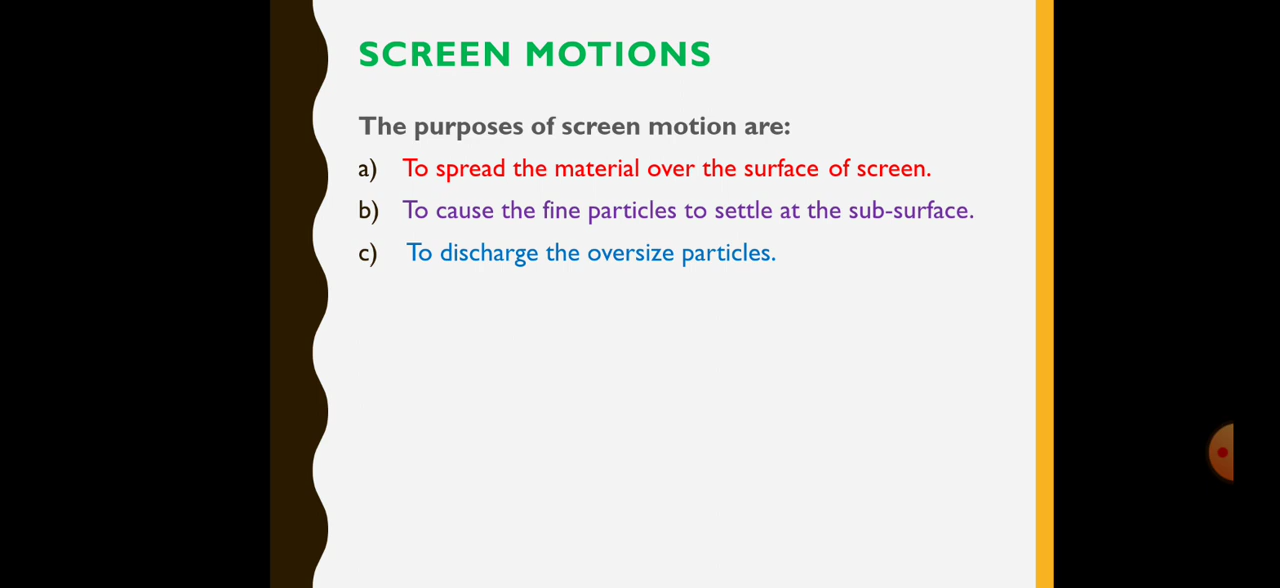 SCREEN MOTIONS
The purposes of screen motion are:
a) To spread the material over the surface of screen.
b) To cause the fine particles to settle at the sub-surface.
c) To discharge the oversize particles.